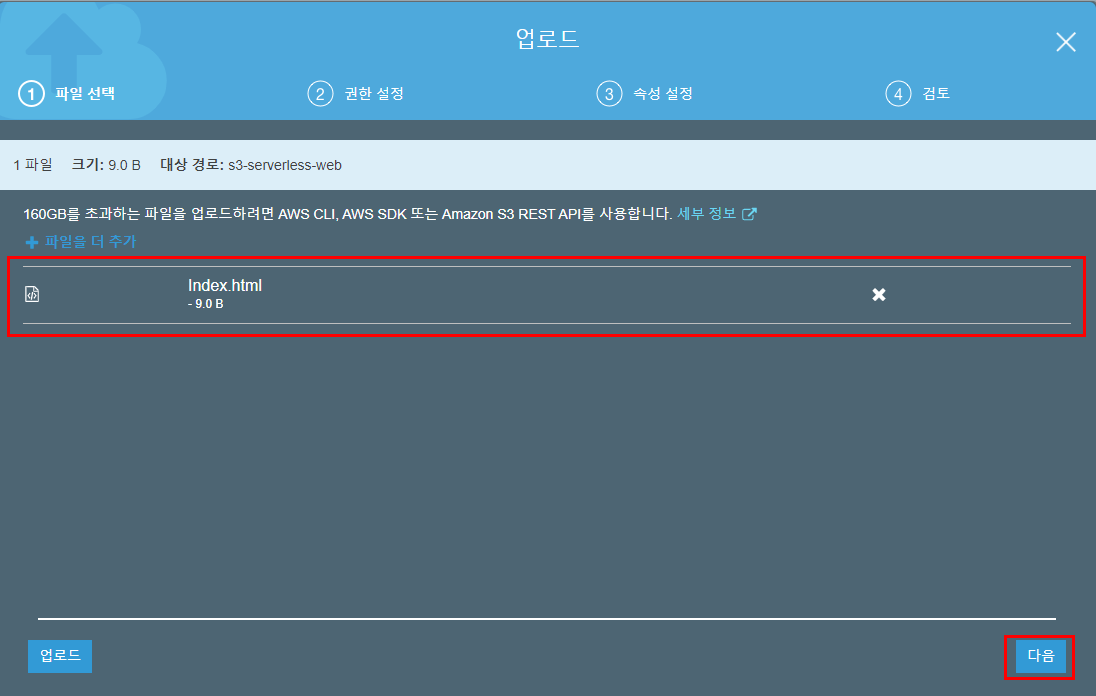 업로드
1 파일 선택
2 권한 설정
3 속성 설정
4 검토
1 파일 크기: 9.0 B 대상 경로: s3-serverless-web
160GB를 초과하는 파일을 업로드하려면 AWS CLI, AWS SDK 또는 Amazon S3 REST API를 사용합니다. 세부 정보
파일을 더 추가
Index.html
- 9.0 B
업로드
다음